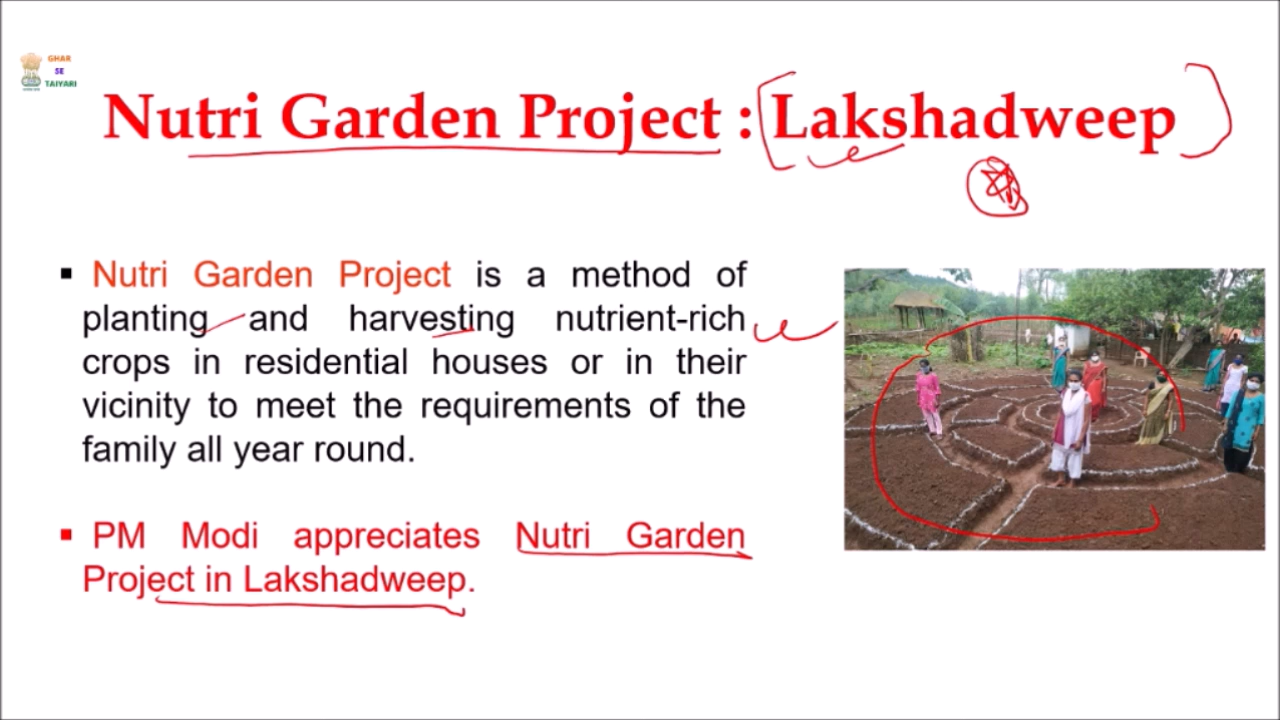 GHAR
SE
TAIYARI
Nutri Garden Project : Lakshadweep
Nutri Garden Project is a method of
planting and harvesting nutrient-rich
crops in residential houses or in their
vicinity to meet the requirements of the
family all year round.
PM Modi appreciates Nutri Garden
Project in Lakshadweep.